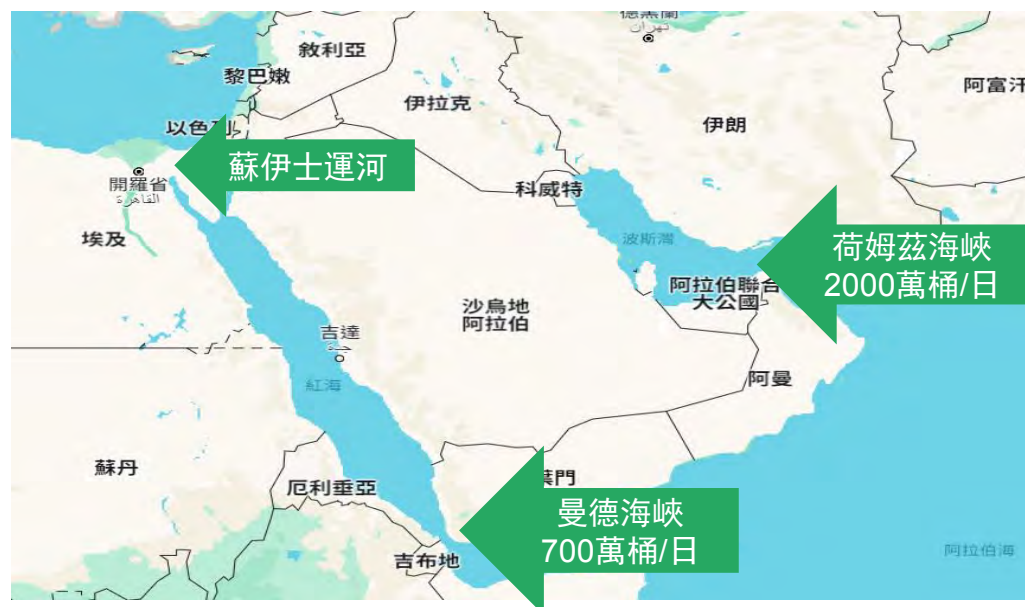 德黑蘭
تهران
敘利亞
黎巴嫩
阿富汗
伊拉克
以色列
伊朗
蘇伊士運河
開羅省
القاهرة
科威特
埃及
波斯灣
荷姆茲海峽
2000萬桶/日
阿拉伯聯合
大公國
沙烏地
阿拉伯
吉達
جدة
紅海
阿曼
蘇丹
葉門
厄利垂亞
曼德海峽
700萬桶/日
吉布地
阿拉伯海